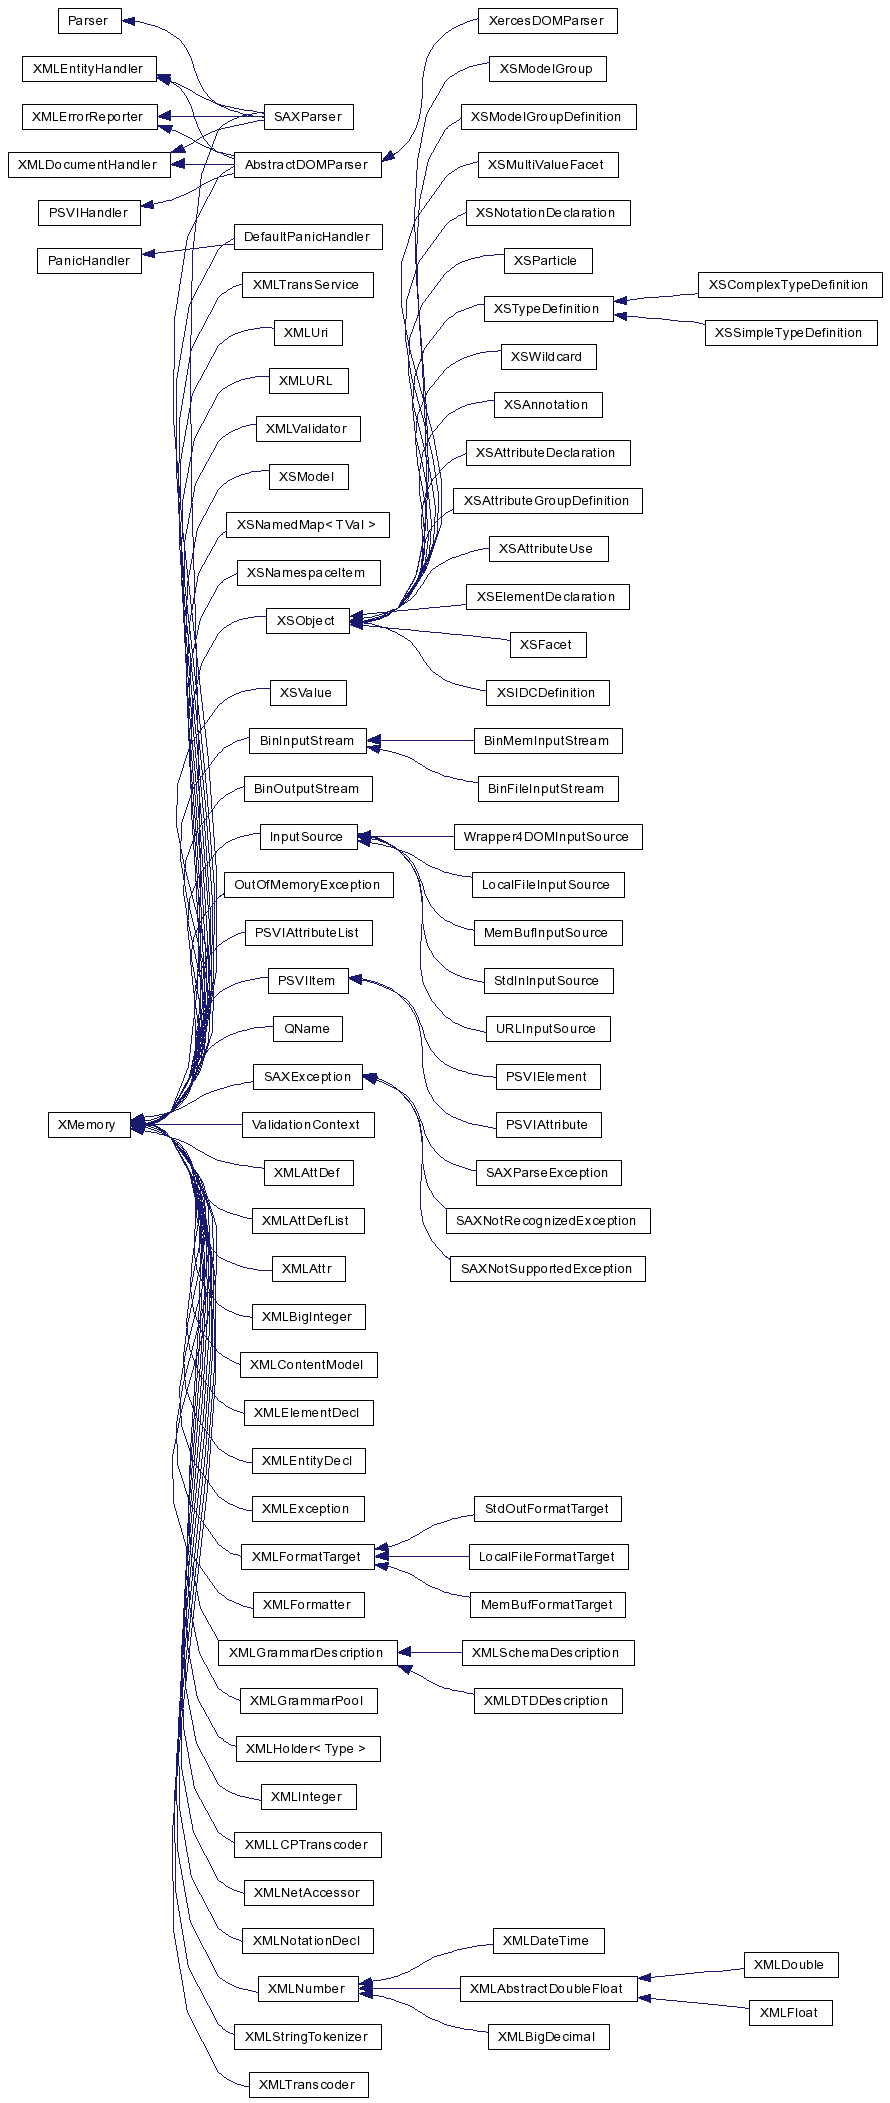 Parser
XMLEntityHandler
XMLErrorReporter
XMLDocumentHandler
PSVIHandler
PanicHandler
XMemory
SAXParser
AbstractDOMParser
DefaultPanicHandler
XMLTransService
XMLUri
XMLURL
XMLValidator
XSModel
XSNamedMap< TVal >
XSNamespaceItem
XSObject
XSValue
BinInputStream
BinOutputStream
InputSource
OutOfMemoryException
PSVIAttributeList
PSVIItem
QName
SAXException
ValidationContext
XMLAttDef
XMLAttDefList
XMLAttr
XMLBigInteger
XMLContentModel
XMLElementDecl
XMLEntityDecl
XMLException
XMLFormatTarget
XMLFormatter
XMLGrammarDescription
XMLGrammarPool
XMLHolder< Type >
XMLInteger
XMLLCPTranscoder
XMLNetAccessor
XMLNotationDecl
XMLNumber
XMLStringTokenizer
XMLTranscoder
XercesDOMParser
XSModelGroup
XSModelGroupDefinition
XSMultiValueFacet
XSNotationDeclaration
XSParticle
XSTypeDefinition
XSWildcard
XSAnnotation
XSAttributeDeclaration
XSAttributeGroupDefinition
XSAttributeUse
XSElementDeclaration
XSFacet
XSIDCDefinition
BinMemInputStream
BinFileInputStream
Wrapper4DOMInputSource
LocalFileInputSource
MemBufInputSource
StdInInputSource
URLInputSource
PSVIElement
PSVIAttribute
SAXParseException
SAXNotRecognizedException
SAXNotSupportedException
StdOutFormatTarget
LocalFileFormatTarget
MemBufFormatTarget
XMLSchemaDescription
XMLDTDDescription
XMLDateTime
XMLAbstractDoubleFloat
XMLBigDecimal
XSComplexTypeDefinition
XSSimpleTypeDefinition
XMLDouble
XMLFloat